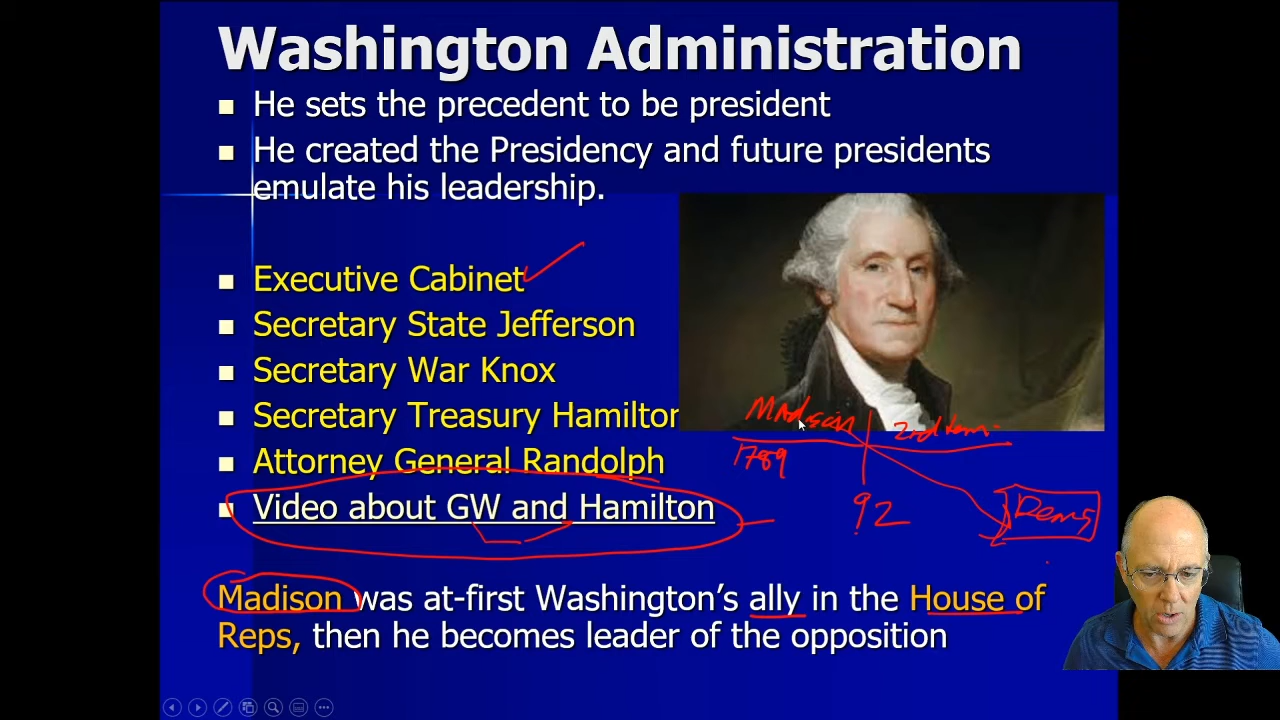 Washington Administration
He sets the precedent to be president
He created the Presidency and future presidents
emulate his leadership.
Executive Cabinet
Secretary State Jefferson
Secretary War Knox
Secretary Treasury Hamilton
Attorney General Randolph
Video about GW and Hamilton
Madison
2nd term
1789
92
Dems
Madison was at-first Washington's ally in the House of
Reps, then he becomes leader of the opposition